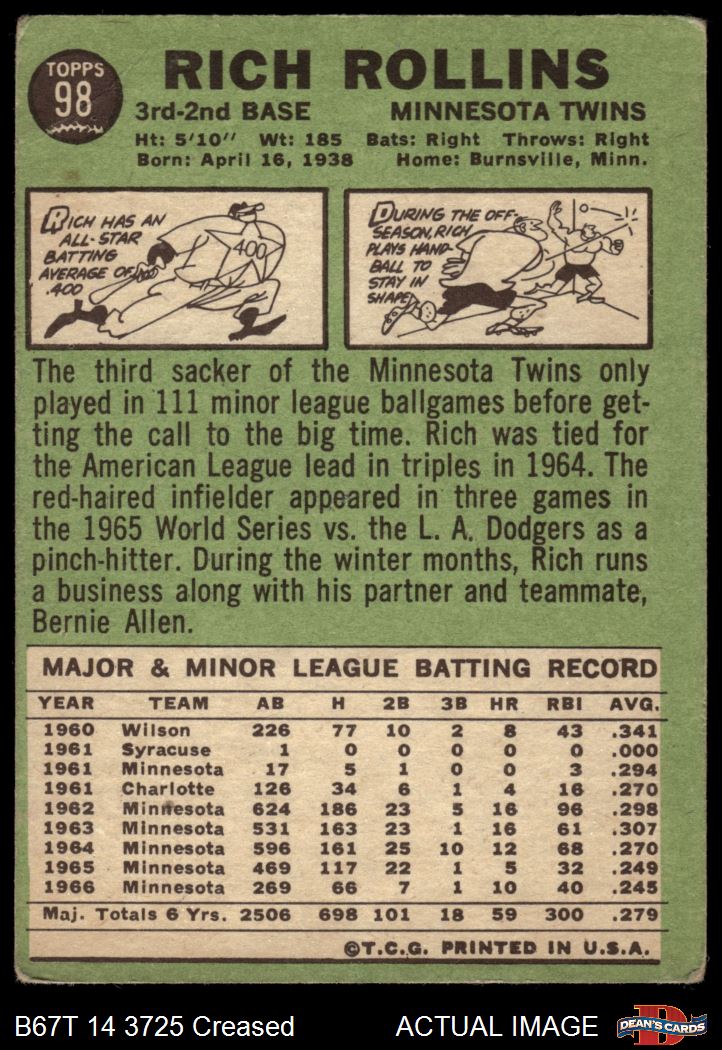 TOPPS
98
RICH ROLLINS
3rd-2nd BASE MINNESOTA TWINS
Ht: 5'10'' Wt: 185 Bats: Right Throws: Right
Born: April 16, 1938 Home: Burnsville, Minn.
RICH HAS AN
ALL-STAR
BATTING
AVERAGE OF
.400
400
DURING THE OFF-
SEASON, RICH
PLAYS HAND-
BALL TO
STAY IN
SHAPE
The third sacker of the Minnesota Twins only
played in 111 minor league ballgames before get-
ting the call to the big time. Rich was tied for
the American League lead in triples in 1964. The
red-haired infielder appeared in three games in
the 1965 World Series vs. the L. A. Dodgers as a
pinch-hitter. During the winter months, Rich runs
a business along with his partner and teammate,
Bernie Allen.
MAJOR & MINOR LEAGUE BATTING RECORD
YEAR TEAM AB H 2B 3B HR RBI AVG.
1960 Wilson 226 77 10 2 8 43 .341
1961 Syracuse 1 0 0 0 0 0 .000
1961 Minnesota 17 5 1 0 0 3 .294
1961 Charlotte 126 34 6 1 4 16 .270
1962 Minnesota 624 186 23 5 16 96 .298
1963 Minnesota 531 163 23 1 16 61 .307
1964 Minnesota 596 161 25 10 12 68 .270
1965 Minnesota 469 117 22 1 5 32 .249
1966 Minnesota 269 66 7 1 10 40 .245
Maj. Totals 6 Yrs. 2506 698 101 18 59 300 .279
©T.C.G. PRINTED IN U.S.A.
B67T 14 3725 Creased ACTUAL IMAGE
D
DEAN'S CARDS